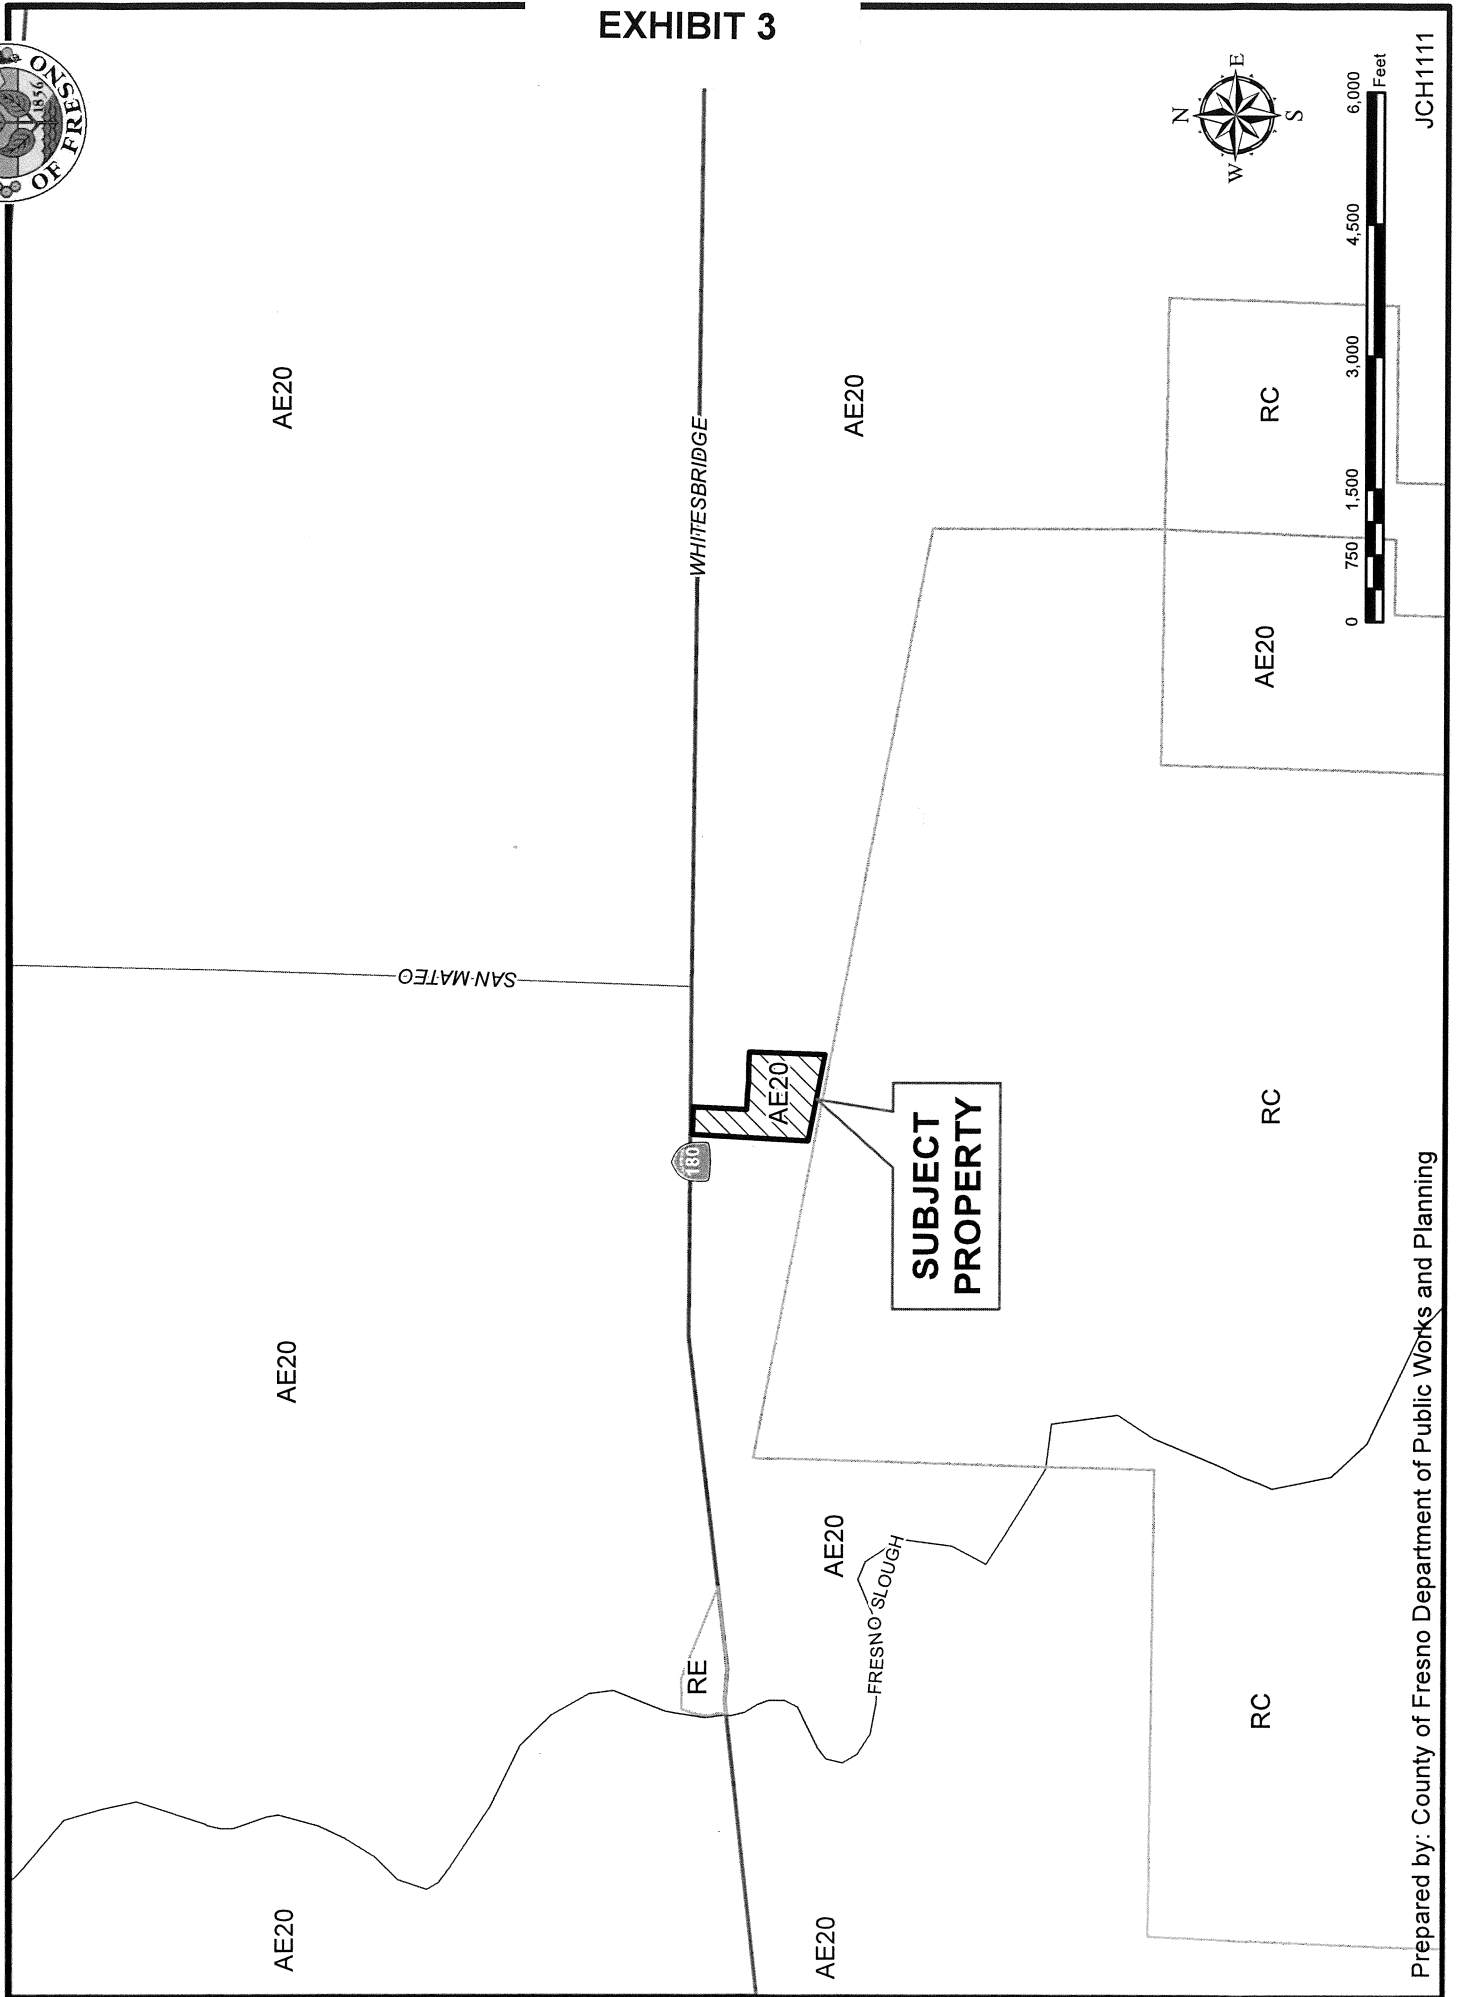 EXHIBIT 3
OF FRESNO
1856
AE20
AE20
AE20
SAN MATEO
AE20
RE
180
WHITESBRIDGE
AE20
AE20
AE20
AE20
FRESNO SLOUGH
SUBJECT
PROPERTY
RC
RC
AE20
RC
N
W
E
S
0
750
1,500
3,000
4,500
6,000
Feet
Prepared by: County of Fresno Department of Public Works and Planning
JCH1111